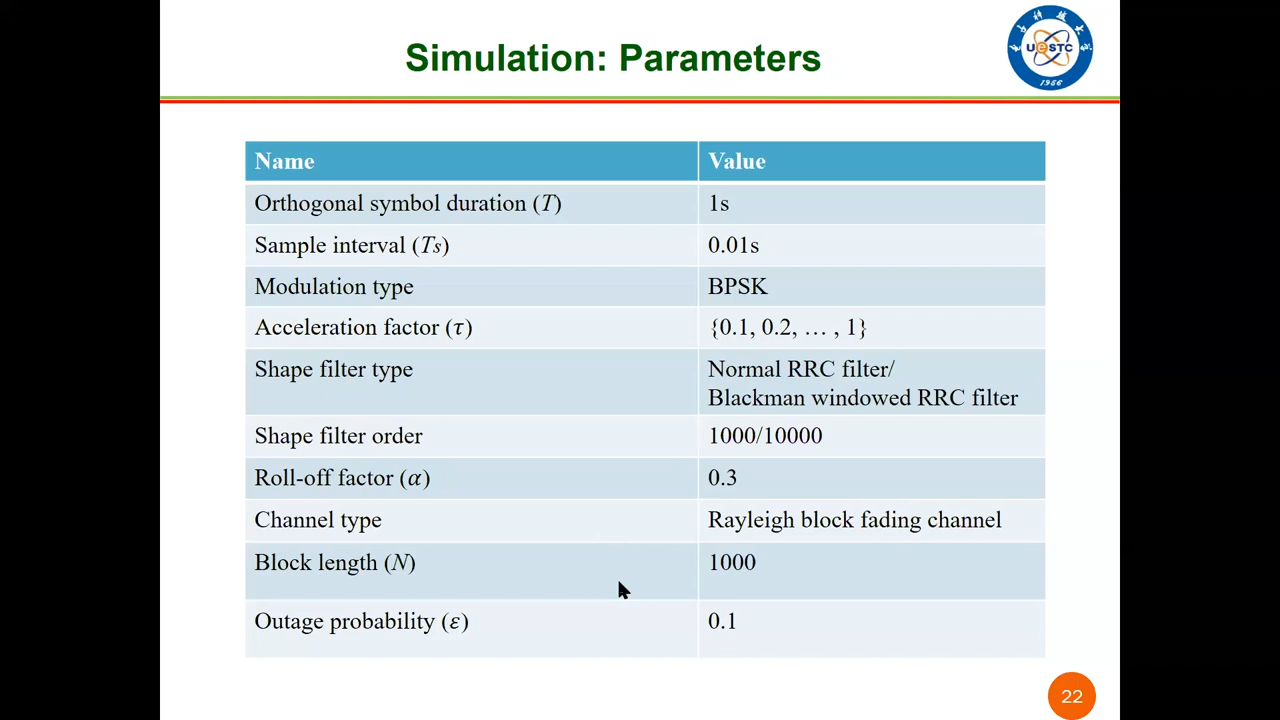 Simulation: Parameters
UESTC
1956
Name Value
Orthogonal symbol duration (T) 1s
Sample interval (Ts) 0.01s
Modulation type BPSK
Acceleration factor (τ) {0.1, 0.2, … , 1}
Shape filter type Normal RRC filter/
Blackman windowed RRC filter
Shape filter order 1000/10000
Roll-off factor (α) 0.3
Channel type Rayleigh block fading channel
Block length (N) 1000
Outage probability (ε) 0.1
22